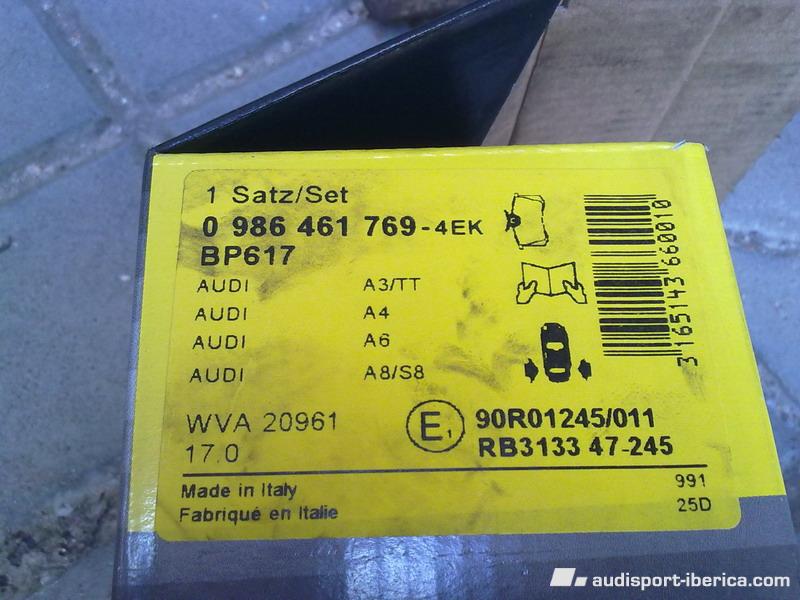 1 Satz/Set
0 986 461 769-4EK
BP617
AUDI A3/TT
AUDI A4
AUDI A6
AUDI A8/S8
WVA 20961
17.0
E1 90R01245/011
RB3133 47-245
3165143660010
Made in Italy 991
Fabriqué en Italie 25D
audisport-iberica.com